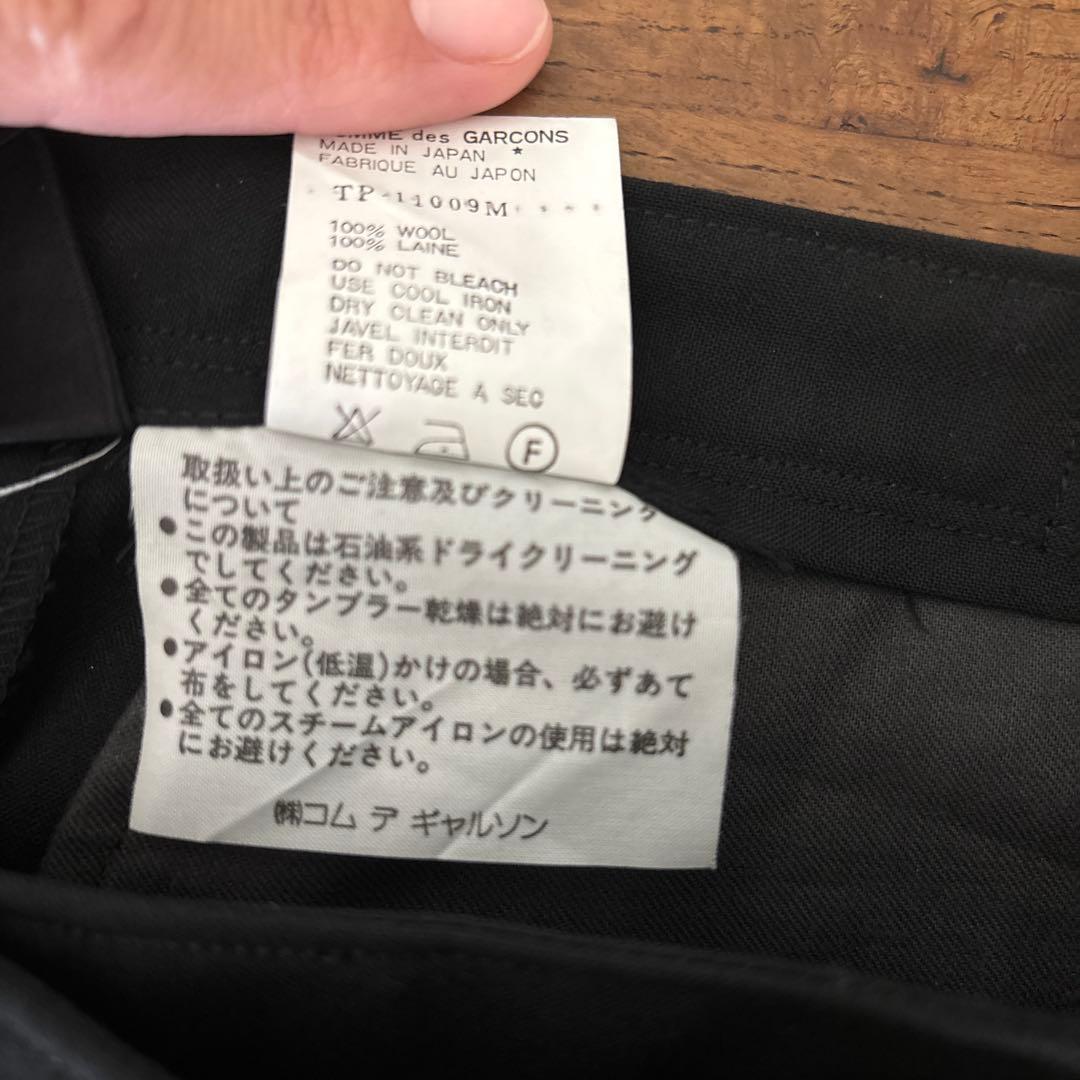 COMME des GARCONS
MADE IN JAPAN ★
FABRIQUE AU JAPON
TP-11009M
100% WOOL
100% LAINE
DO NOT BLEACH
USE COOL IRON
DRY CLEAN ONLY
JAVEL INTERDIT
FER DOUX
NETTOYAGE A SEC
F
取扱い上のご注意及びクリーニング
について
●この製品は石油系ドライクリーニング
でしてください。
●全てのタンブラー乾燥は絶対にお避け
ください。
●アイロン(低温)かけの場合、必ずあて
布をしてください。
●全てのスチームアイロンの使用は絶対
にお避けください。
㈱コム デ ギャルソン